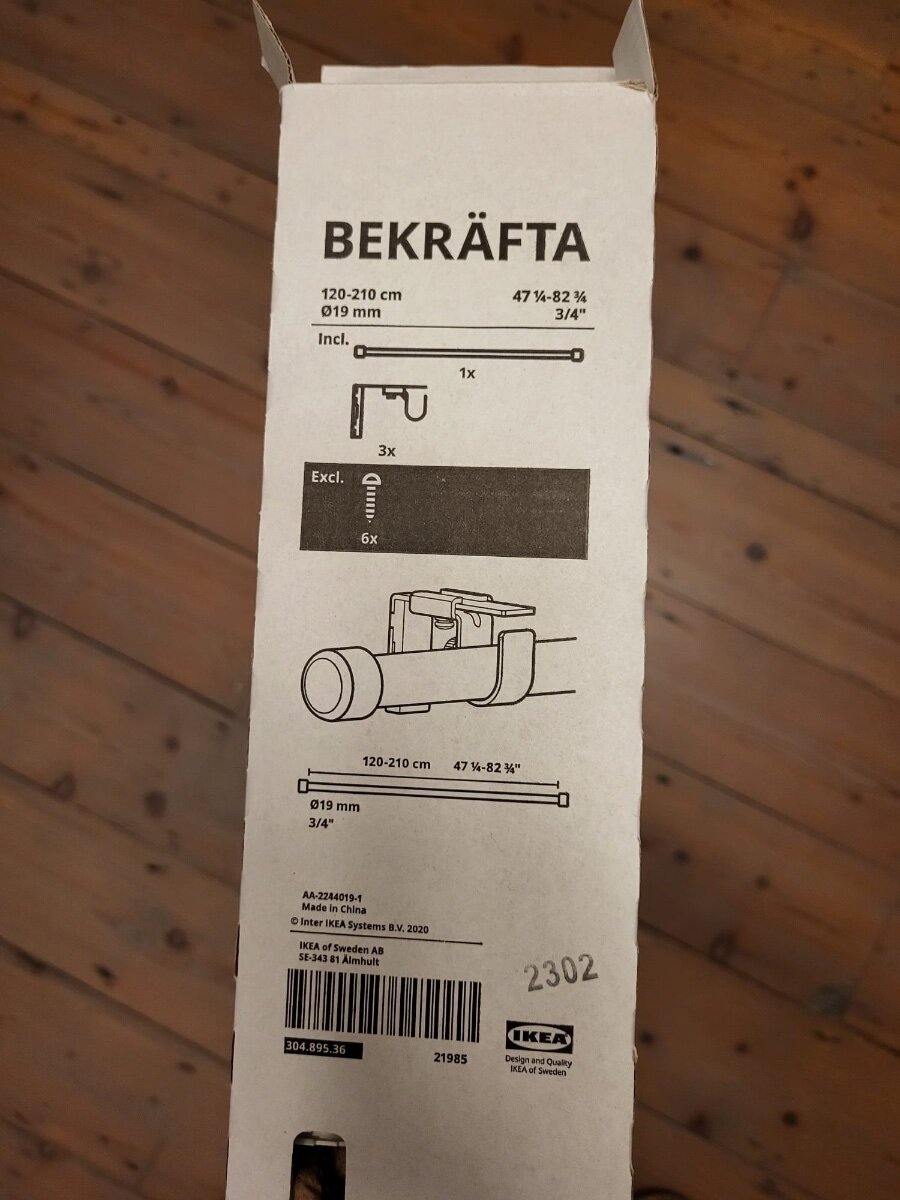 BEKRÄFTA
120-210 cm 47 ¼-82 ¾
Ø19 mm 3/4"
Incl.
1x
3x
Excl.
6x
120-210 cm 47 ¼-82 ¾"
Ø19 mm
3/4"
AA-2244019-1
Made in China
© Inter IKEA Systems B.V. 2020
IKEA of Sweden AB
SE-343 81 Älmhult
2302
IKEA
304.895.36
21985
Design and Quality
IKEA of Sweden